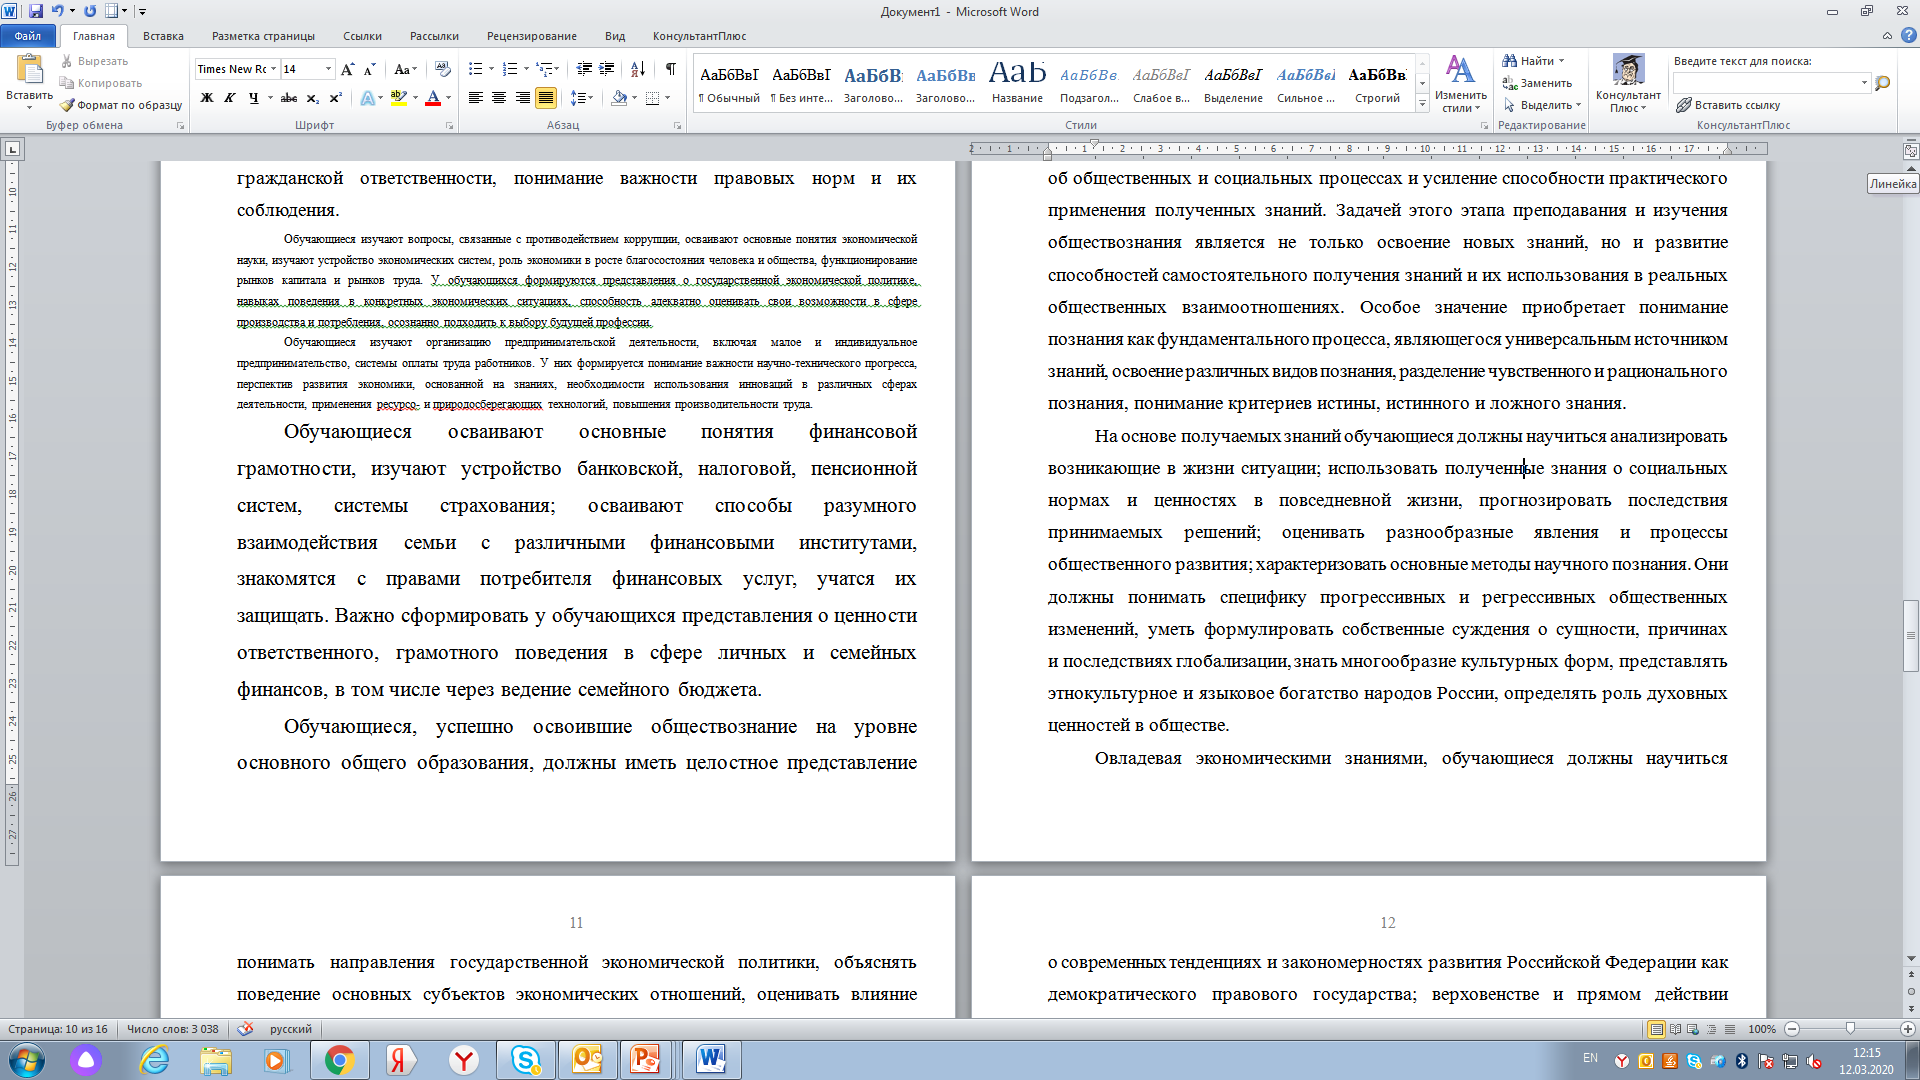 Документ1 - Microsoft Word
Файл
Главная
Вставка
Разметка страницы
Ссылки
Рассылки
Рецензирование
Вид
КонсультантПлюс
Вставить
Вырезать
Копировать
Формат по образцу
Буфер обмена
Times New Rc
14
Шрифт
Абзац
АаБбВвІ
¶ Обычный
АаБбВвІ
¶ Без инте...
АаБбВ
Заголово...
АаБбВв
Заголово...
АаБ
Название
АаБбВв
Подзагол...
АаБбВвІ
Слабое в...
АаБбВвІ
Выделение
АаБбВвІ
Сильное ...
АаБбВв
Строгий
Изменить стили
Стили
Найти
Заменить
Выделить
Редактирование
Консультант Плюс
Введите текст для поиска:
Вставить ссылку
КонсультантПлюс
Линейка
гражданской ответственности, понимание важности правовых норм и их
соблюдения.
Обучающиеся изучают вопросы, связанные с противодействием коррупции, осваивают основные понятия экономической
науки, изучают устройство экономических систем, роль экономики в росте благосостояния человека и общества, функционирование
рынков капитала и рынков труда. У обучающихся формируются представления о государственной экономической политике,
навыках поведения в конкретных экономических ситуациях, способность адекватно оценивать свои возможности в сфере
производства и потребления, осознанно подходить к выбору будущей профессии.
Обучающиеся изучают организацию предпринимательской деятельности, включая малое и индивидуальное
предпринимательство, системы оплаты труда работников. У них формируется понимание важности научно-технического прогресса,
перспектив развития экономики, основанной на знаниях, необходимости использования инноваций в различных сферах
деятельности, применения ресурсо- и природосберегающих технологий, повышения производительности труда.
Обучающиеся осваивают основные понятия финансовой
грамотности, изучают устройство банковской, налоговой, пенсионной
систем, системы страхования; осваивают способы разумного
взаимодействия семьи с различными финансовыми институтами,
знакомятся с правами потребителя финансовых услуг, учатся их
защищать. Важно сформировать у обучающихся представления о ценности
ответственного, грамотного поведения в сфере личных и семейных
финансов, в том числе через ведение семейного бюджета.
Обучающиеся, успешно освоившие обществознание на уровне
основного общего образования, должны иметь целостное представление
об общественных и социальных процессах и усиление способности практического
применения полученных знаний. Задачей этого этапа преподавания и изучения
обществознания является не только освоение новых знаний, но и развитие
способностей самостоятельного получения знаний и их использования в реальных
общественных взаимоотношениях. Особое значение приобретает понимание
познания как фундаментального процесса, являющегося универсальным источником
знаний, освоение различных видов познания, разделение чувственного и рационального
познания, понимание критериев истины, истинного и ложного знания.
На основе получаемых знаний обучающиеся должны научиться анализировать
возникающие в жизни ситуации; использовать полученные знания о социальных
нормах и ценностях в повседневной жизни, прогнозировать последствия
принимаемых решений; оценивать разнообразные явления и процессы
общественного развития; характеризовать основные методы научного познания. Они
должны понимать специфику прогрессивных и регрессивных общественных
изменений, уметь формулировать собственные суждения о сущности, причинах
и последствиях глобализации, знать многообразие культурных форм, представлять
этнокультурное и языковое богатство народов России, определять роль духовных
ценностей в обществе.
Овладевая экономическими знаниями, обучающиеся должны научиться
11
понимать направления государственной экономической политики, объяснять
поведение основных субъектов экономических отношений, оценивать влияние
12
о современных тенденциях и закономерностях развития Российской Федерации как
демократического правового государства; верховенстве и прямом действии
Страница: 10 из 16
Число слов: 3 038
русский
100%
EN
12:15
12.03.2020